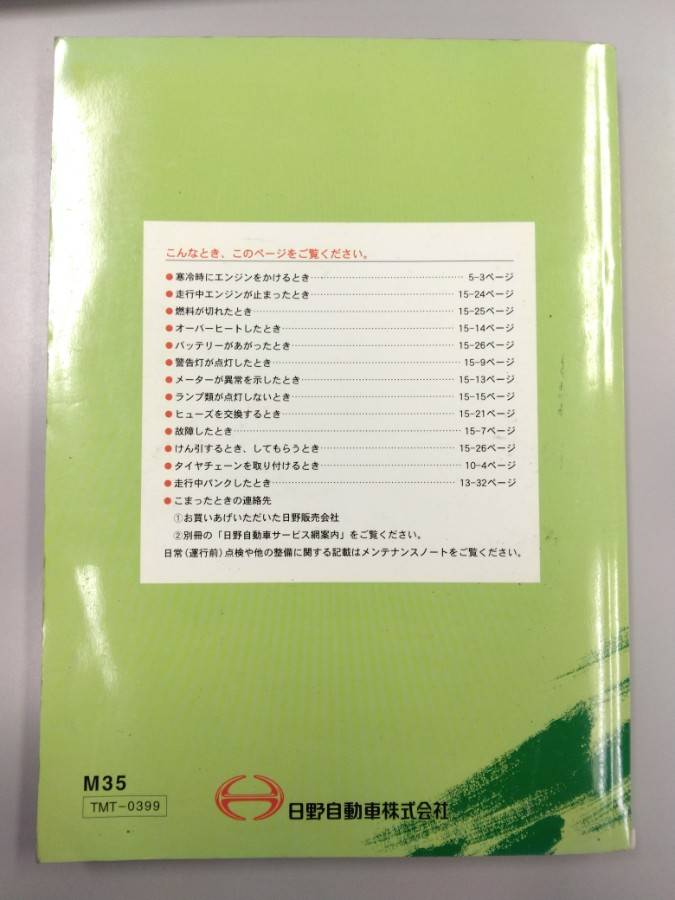 こんなとき、このページをご覧ください。
●寒冷時にエンジンをかけるとき…………5-3ページ
●走行中エンジンが止まったとき…………15-24ページ
●燃料が切れたとき…………15-25ページ
●オーバーヒートしたとき…………15-14ページ
●バッテリーがあがったとき…………15-26ページ
●警告灯が点灯したとき…………15-9ページ
●メーターが異常を示したとき…………15-13ページ
●ランプ類が点灯しないとき…………15-15ページ
●ヒューズを交換するとき…………15-21ページ
●故障したとき…………15-7ページ
●けん引するとき、してもらうとき…………15-26ページ
●タイヤチェーンを取り付けるとき…………10-4ページ
●走行中パンクしたとき…………13-32ページ
●こまったときの連絡先
①お買いあげいただいた日野販売会社
②別冊の「日野自動車サービス網案内」をご覧ください。
日常(運行前)点検や他の整備に関する記載はメンテナンスノートをご覧ください。
M35
TMT-0399
日野自動車株式会社